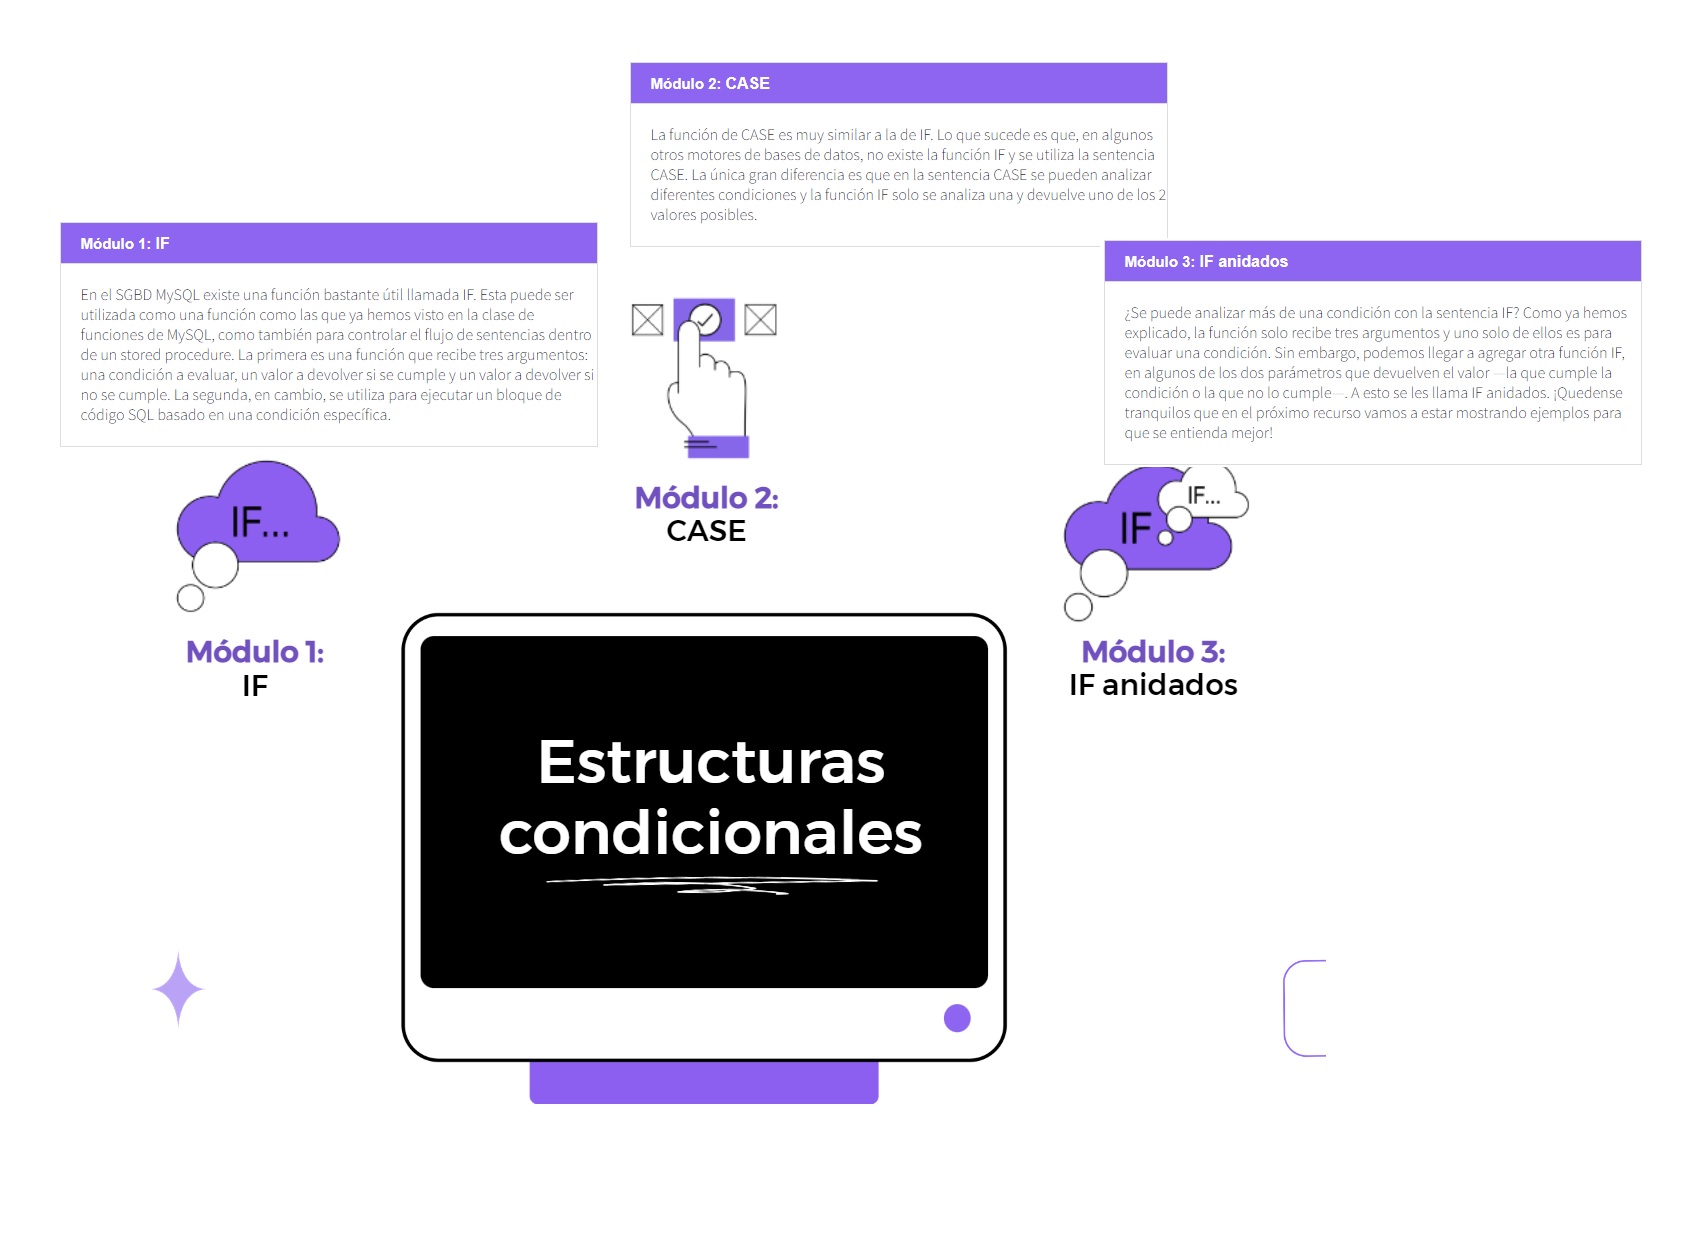 Módulo 2: CASE
La función de CASE es muy similar a la de IF. Lo que sucede es que, en algunos
otros motores de bases de datos, no existe la función IF y se utiliza la sentencia
CASE. La única gran diferencia es que en la sentencia CASE se pueden analizar
diferentes condiciones y la función IF solo se analiza una y devuelve uno de los 2
valores posibles.
Módulo 1: IF
En el SGBD MySQL existe una función bastante útil llamada IF. Esta puede ser
utilizada como una función como las que ya hemos visto en la clase de
funciones de MySQL, como también para controlar el flujo de sentencias dentro
de un stored procedure. La primera es una función que recibe tres argumentos:
una condición a evaluar, un valor a devolver si se cumple y un valor a devolver si
no se cumple. La segunda, en cambio, se utiliza para ejecutar un bloque de
código SQL basado en una condición específica.
Módulo 3: IF anidados
¿Se puede analizar más de una condición con la sentencia IF? Como ya hemos
explicado, la función solo recibe tres argumentos y uno solo de ellos es para
evaluar una condición. Sin embargo, podemos llegar a agregar otra función IF,
en algunos de los dos parámetros que devuelven el valor —la que cumple la
condición o la que no lo cumple—. A esto se les llama IF anidados. ¡Quedense
tranquilos que en el próximo recurso vamos a estar mostrando ejemplos para
que se entienda mejor!
IF...
Módulo 1:
IF
Módulo 2:
CASE
IF
IF...
Módulo 3:
IF anidados
Estructuras
condicionales